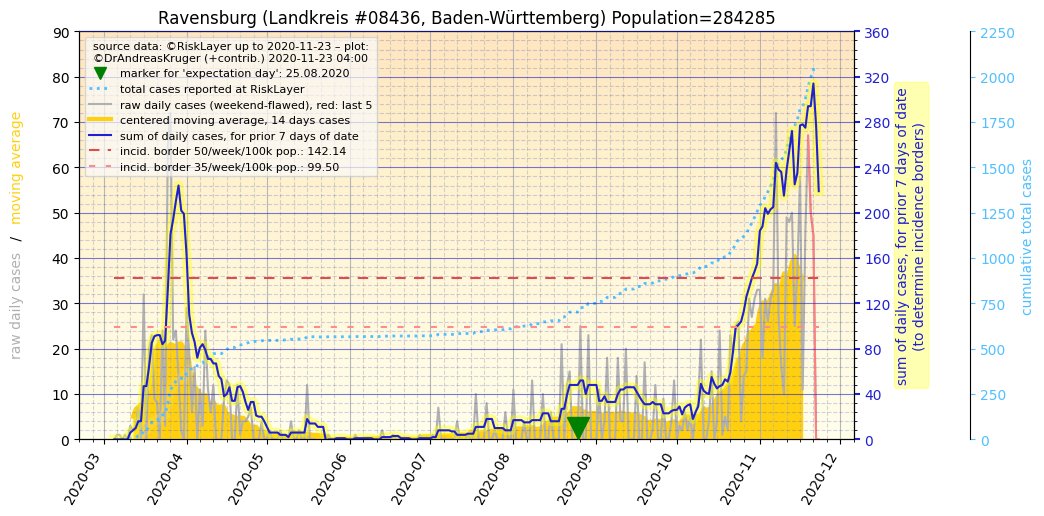 Ravensburg (Landkreis #08436, Baden-Württemberg) Population=284285
source data: ©RiskLayer up to 2020-11-23 – plot:
©DrAndreasKruger (+contrib.) 2020-11-23 04:00
marker for 'expectation day': 25.08.2020
total cases reported at RiskLayer
raw daily cases (weekend-flawed), red: last 5
centered moving average, 14 days cases
sum of daily cases, for prior 7 days of date
incid. border 50/week/100k pop.: 142.14
incid. border 35/week/100k pop.: 99.50
raw daily cases / moving average
90
80
70
60
50
40
30
20
10
0
2020-03
2020-04
2020-05
2020-06
2020-07
2020-08
2020-09
2020-10
2020-11
2020-12
360
320
280
240
200
160
120
80
40
0
sum of daily cases, for prior 7 days of date
(to determine incidence borders)
2250
2000
1750
1500
1250
1000
750
500
250
0
cumulative total cases